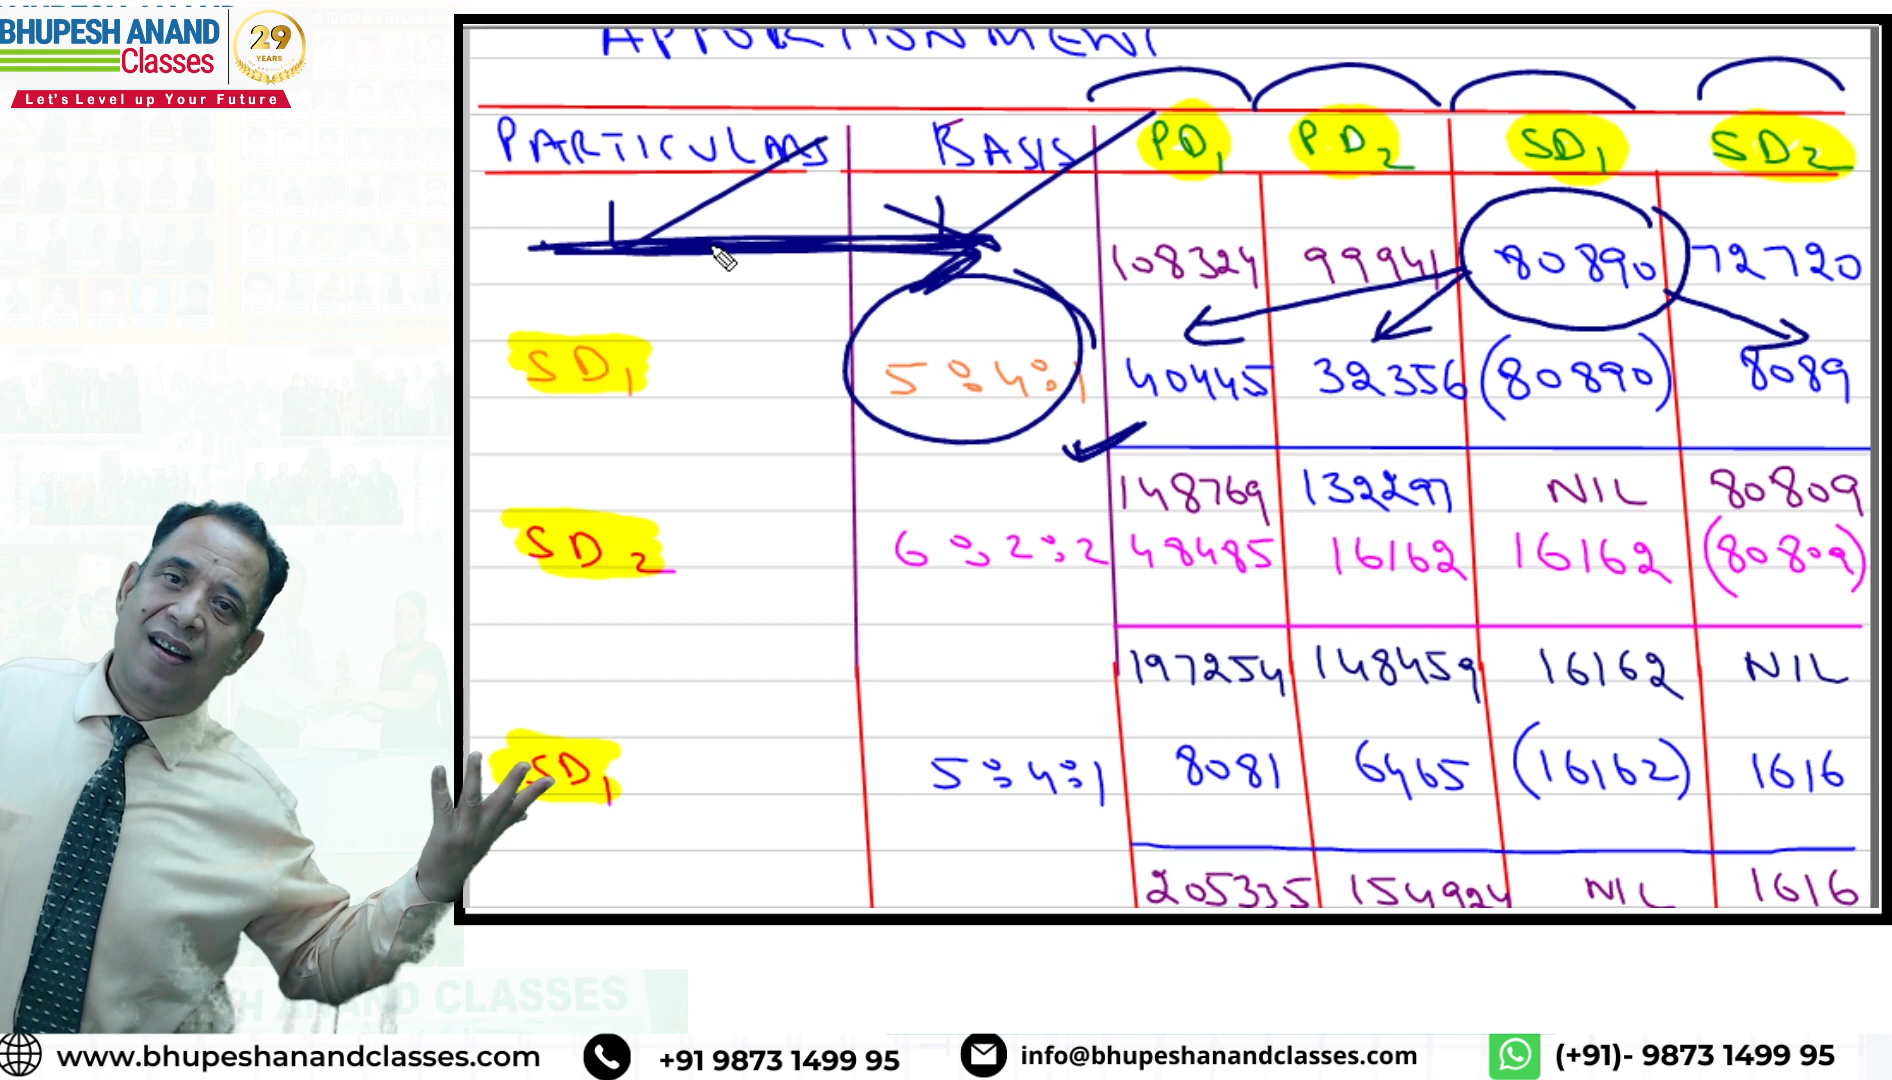 BHUPESH ANAND
Classes
29
YEARS
Let's Level up Your Future
APPORTIONMENT
PARTICULARS BASIS PD1 PD2 SD1 SD2
108324 99941 80890 72720
SD1 5:4:1 40445 32356 (80890) 8089
148769 132297 NIL 80809
SD2 6:2:2 48485 16162 16162 (80809)
197254 148459 16162 NIL
SD1 5:4:1 8081 6465 (16162) 1616
205335 154924 NIL 1616
H ANAND CLASSES
www.bhupeshanandclasses.com +91 9873 1499 95 info@bhupeshanandclasses.com (+91)- 9873 1499 95